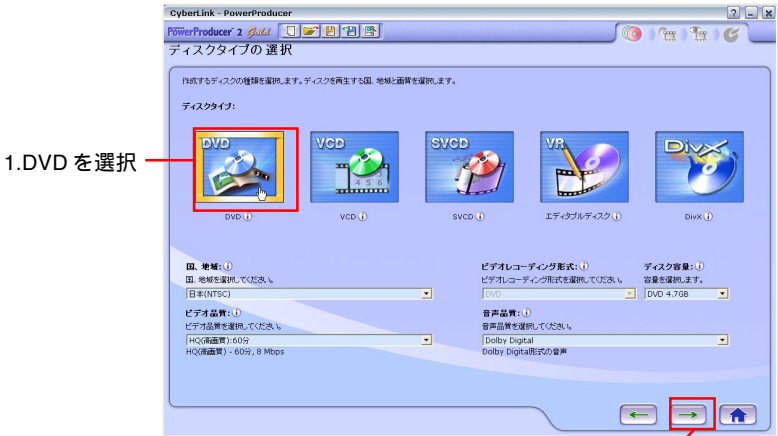 CyberLink - PowerProducer
PowerProducer 2 Gold
ディスクタイプの 選択
作成するディスクの種類を選択します。ディスクを再生する国、地域と画質を選択します。
ディスクタイプ:
1.DVD を選択
DVD
VCD
SVCD
VR
DivX
4 5 6
DVD
VCD
SVCD
エディタブルディスク
DivX
国、地域:
国、地域を選択してください。
日本(NTSC)
ビデオレコーディング形式:
ビデオレコーディング形式を選択してください。
DVD
ディスク容量:
容量を選択します。
DVD 4.7GB
ビデオ品質:
ビデオ品質を選択してください。
HQ(高画質):60分
HQ(高画質) - 60分, 8 Mbps
音声品質:
音声品質を選択してください。
Dolby Digital
Dolby Digital形式の音声